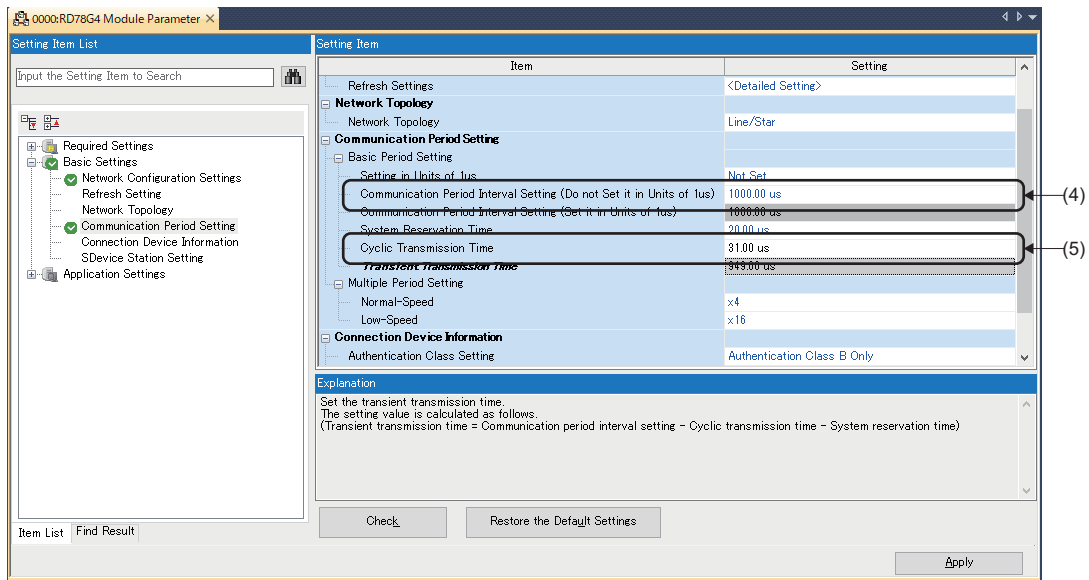 0000:RD78G4 Module Parameter ×
Setting Item List
Input the Setting Item to Search
Required Settings
Basic Settings
Network Configuration Settings
Refresh Setting
Network Topology
Communication Period Setting
Connection Device Information
SDevice Station Setting
Application Settings
Item List Find Result
Setting Item
Item Setting
Refresh Settings <Detailed Setting>
Network Topology
Network Topology Line/Star
Communication Period Setting
Basic Period Setting
Setting in Units of 1us Not Set
Communication Period Interval Setting (Do not Set it in Units of 1us) 1000.00 us (4)
Communication Period Interval Setting (Set it in Units of 1us) 1000.00 us
System Reservation Time 20.00 us
Cyclic Transmission Time 31.00 us (5)
Transient Transmission Time 949.00 us
Multiple Period Setting
Normal-Speed x4
Low-Speed x16
Connection Device Information
Authentication Class Setting Authentication Class B Only
Explanation
Set the transient transmission time.
The setting value is calculated as follows.
(Transient transmission time = Communication period interval setting - Cyclic transmission time - System reservation time)
Check Restore the Default Settings
Apply